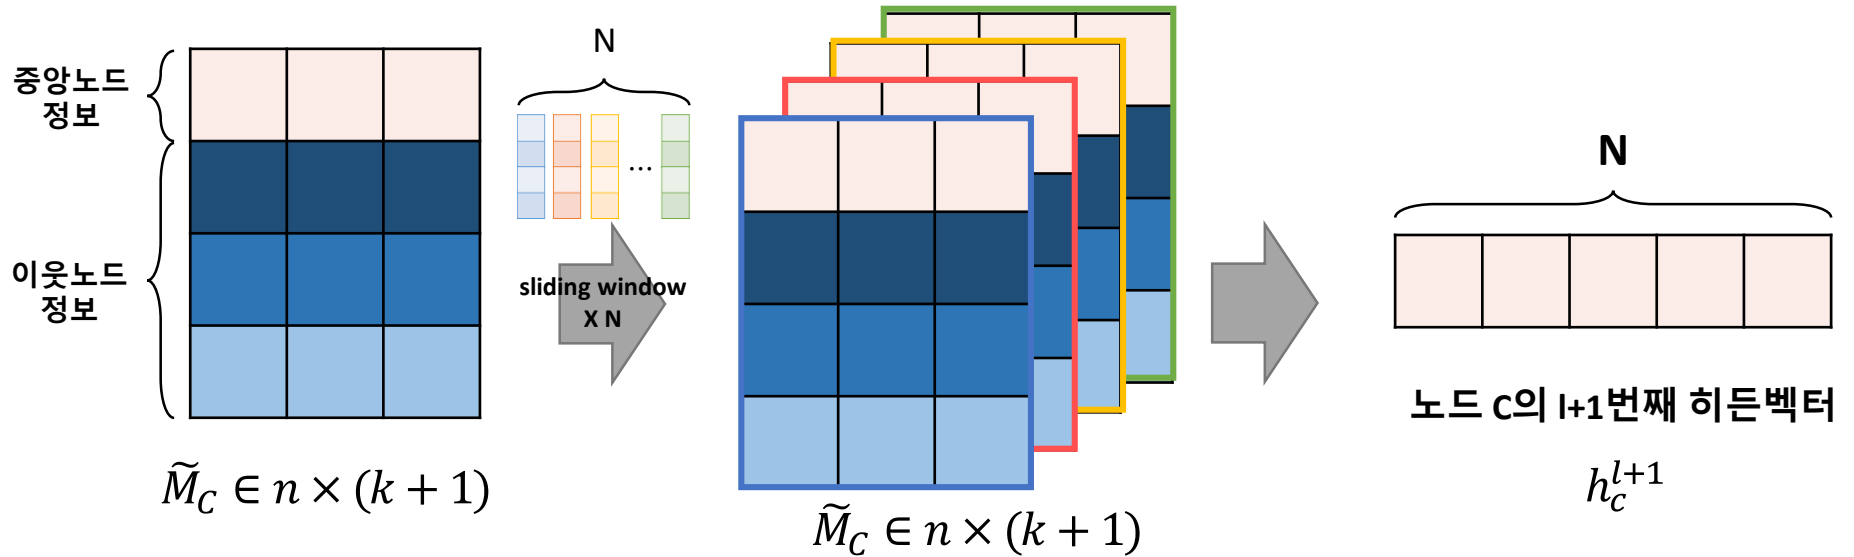 중앙노드
정보
이웃노드
정보
N
...
sliding window
X N
N
노드 C의 l+1번째 히든벡터
$\widetilde{M}_C \in n \times (k+1)$
$\widetilde{M}_C \in n \times (k+1)$
$h_c^{l+1}$